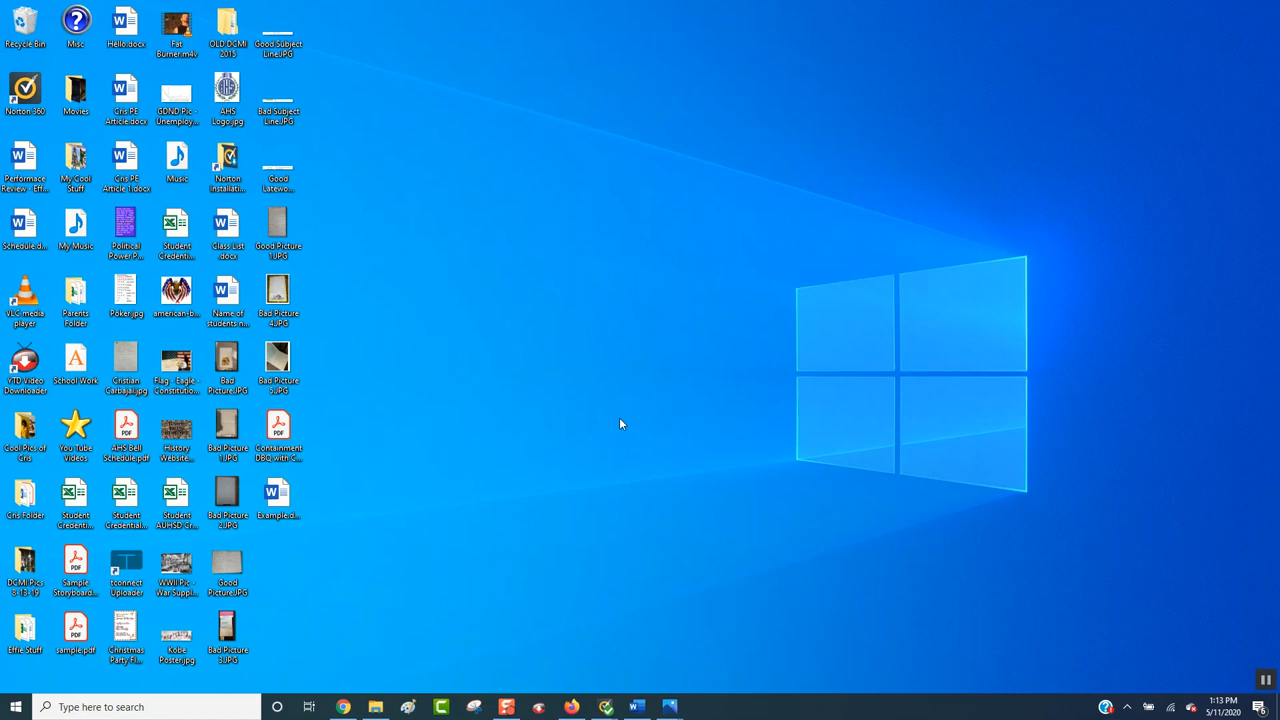 Recycle Bin
Misc
Hello.docx
Fat
Burner.m4v
OLD DCMI
2015
Good Subject
Line.JPG
Norton 360
Movies
Cris PE
Article.docx
GDND Pic -
Unemploy...
AHS
Logo.jpg
Bad Subject
Line.JPG
Performace
Review - Eff...
My Cool
Stuff
Cris PE
Article 1.docx
Music
Norton
Installati...
Good
Latewo...
Schedule.d...
My Music
Political
Power.P...
Student
Credenti...
Class List
.docx
Good Picture
1.JPG
VLC media
player
Parents
Folder
Poker.jpg
american-b...
Name of
students n...
Bad Picture
4.JPG
YTD Video
Downloader
School Work
Cristian
Carbajal.jpg
Flag - Eagle -
Constitutio...
Bad
Picture.JPG
Bad Picture
5.JPG
Cool Pics of
Cris
You Tube
Videos
AHS Bell
Schedule.pdf
History
Website...
Bad Picture
1.JPG
Containment
DBQ with C...
Cris Folder
Student
Credenti...
Student
Credential...
Student
AUHSD Cr...
Bad Picture
2.JPG
Example.d...
DCMI Pics
8-13-19
Sample
Storyboard...
tconnect
Uploader
WWII Pic -
War Suppl...
Good
Picture.JPG
Effie Stuff
sample.pdf
Christmas
Party Fl...
Kobe
Poster.jpg
Bad Picture
3.JPG
Type here to search
1:13 PM
5/11/2020